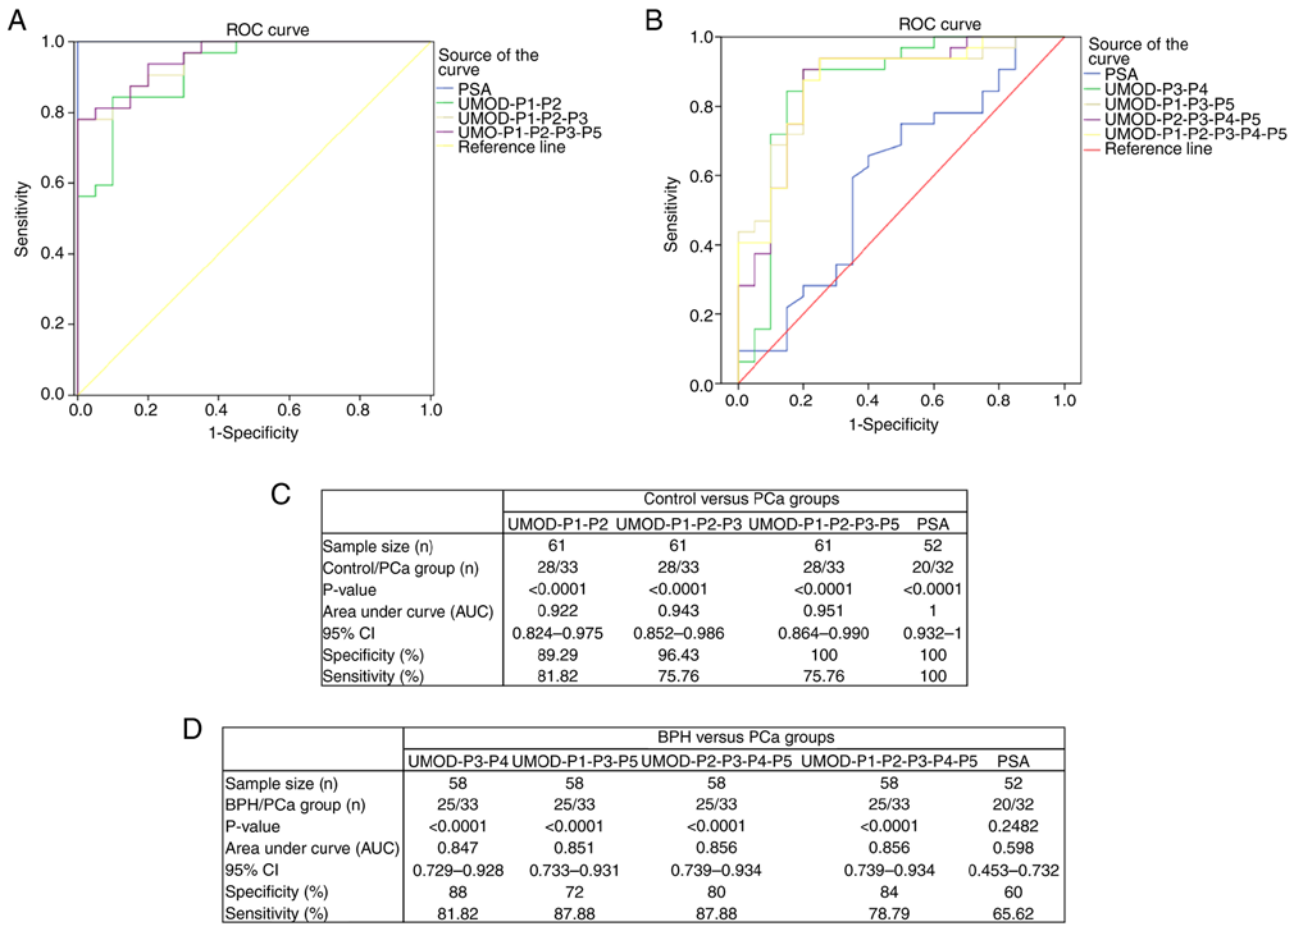 A
ROC curve
1.0
0.8
0.6
0.4
0.2
0.0
Sensitivity
0.0 0.2 0.4 0.6 0.8 1.0
1-Specificity
Source of the
curve
PSA
UMOD-P1-P2
UMOD-P1-P2-P3
UMO-P1-P2-P3-P5
Reference line
B
ROC curve
1.0
0.8
0.6
0.4
0.2
0.0
Sensitivity
0.0 0.2 0.4 0.6 0.8 1.0
1-Specificity
Source of the
curve
PSA
UMOD-P3-P4
UMOD-P1-P3-P5
UMOD-P2-P3-P4-P5
UMOD-P1-P2-P3-P4-P5
Reference line
C
Control versus PCa groups
UMOD-P1-P2 UMOD-P1-P2-P3 UMOD-P1-P2-P3-P5 PSA
Sample size (n) 61 61 61 52
Control/PCa group (n) 28/33 28/33 28/33 20/32
P-value <0.0001 <0.0001 <0.0001 <0.0001
Area under curve (AUC) 0.922 0.943 0.951 1
95% CI 0.824–0.975 0.852–0.986 0.864–0.990 0.932–1
Specificity (%) 89.29 96.43 100 100
Sensitivity (%) 81.82 75.76 75.76 100
D
BPH versus PCa groups
UMOD-P3-P4 UMOD-P1-P3-P5 UMOD-P2-P3-P4-P5 UMOD-P1-P2-P3-P4-P5 PSA
Sample size (n) 58 58 58 58 52
BPH/PCa group (n) 25/33 25/33 25/33 25/33 20/32
P-value <0.0001 <0.0001 <0.0001 <0.0001 0.2482
Area under curve (AUC) 0.847 0.851 0.856 0.856 0.598
95% CI 0.729–0.928 0.733–0.931 0.739–0.934 0.739–0.934 0.453–0.732
Specificity (%) 88 72 80 84 60
Sensitivity (%) 81.82 87.88 87.88 78.79 65.62